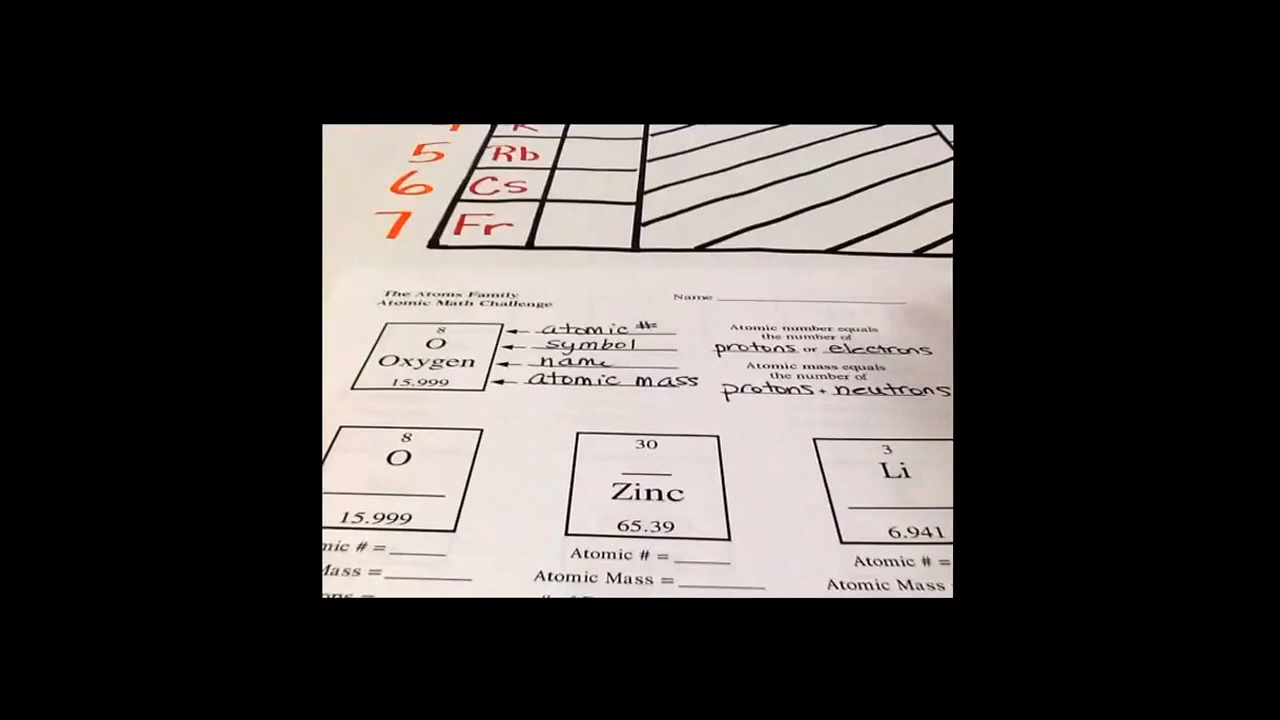 5 Rb
6 Cs
7 Fr
The Atoms Family
Atomic Math Challenge
Name
8
O
Oxygen
15.999
atomic #
symbol
name
atomic mass
Atomic number equals
the number of
protons or electrons
Atomic mass equals
the number of
protons + neutrons
8
O
15.999
30
Zinc
65.39
3
Li
6.941
mic # =
Mass =
Atomic # =
Atomic Mass =
Atomic # =
Atomic Mass